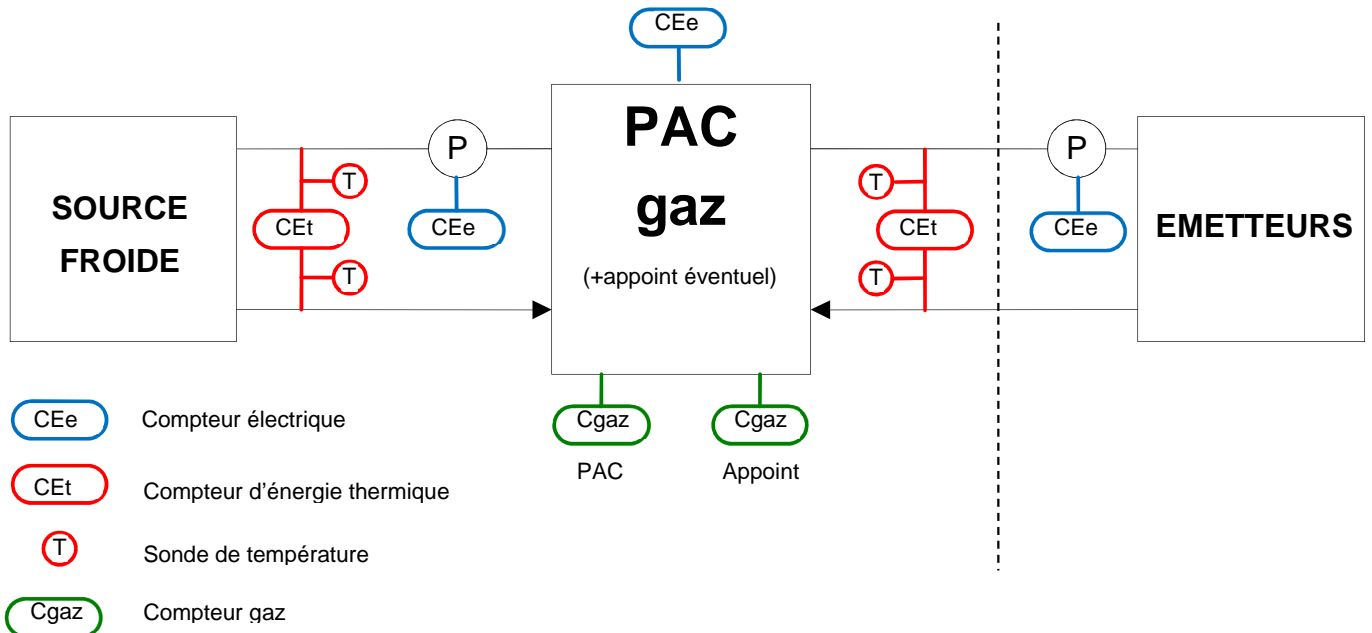 CEe
PAC
gaz
(+appoint éventuel)
SOURCE
FROIDE
T
CEt
T
P
CEe
T
CEt
T
P
CEe
EMETTEURS
Cgaz
PAC
Cgaz
Appoint
CEe Compteur électrique
CEt Compteur d'énergie thermique
T Sonde de température
Cgaz Compteur gaz